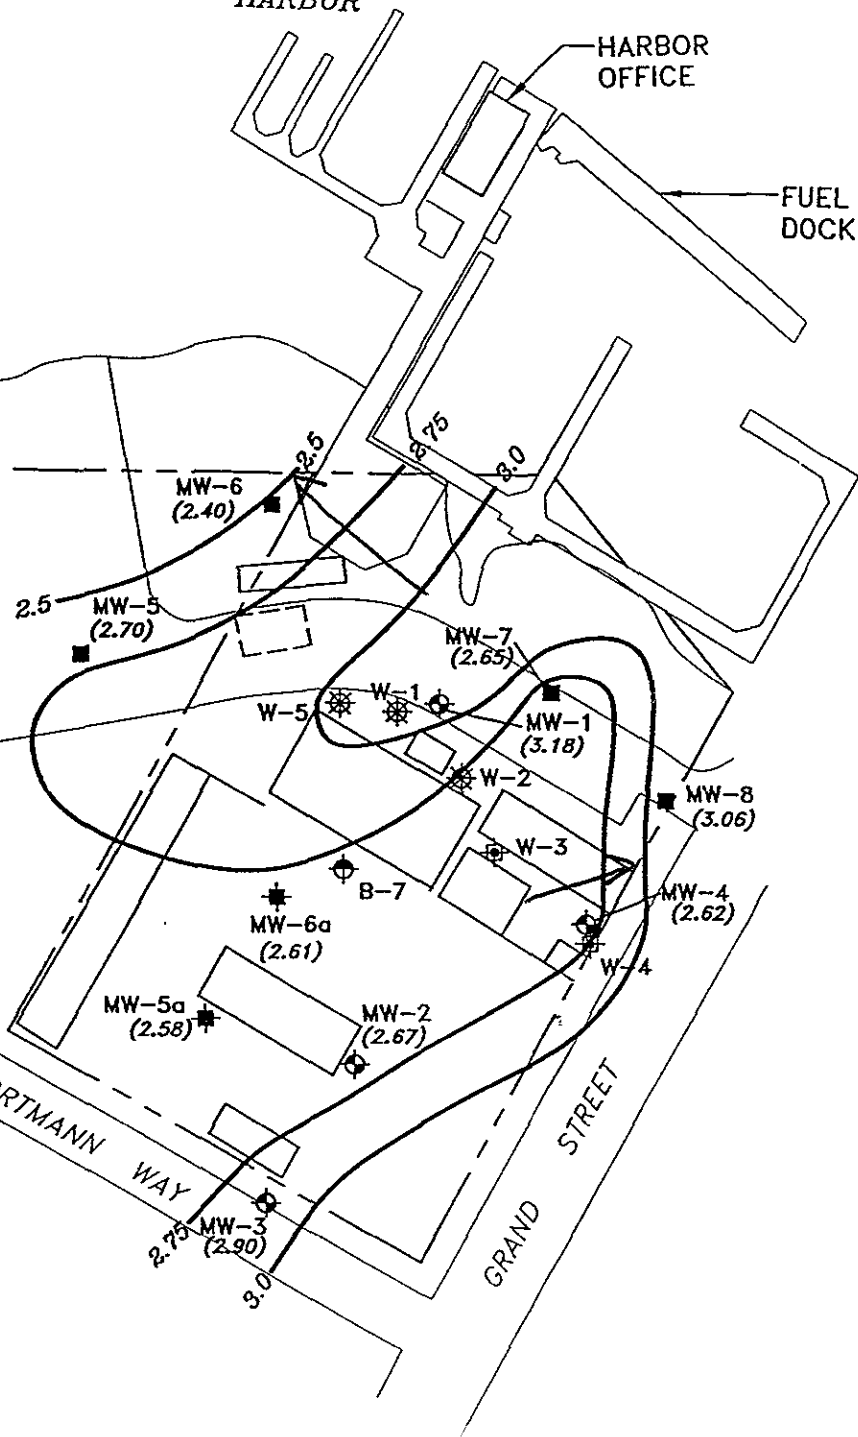 HARBOR
HARBOR
OFFICE
FUEL
DOCK
2.5
2.75
3.0
MW-6
(2.40)
2.5
MW-5
(2.70)
MW-7
(2.65)
W-5
W-1
MW-1
(3.18)
W-2
MW-8
(3.06)
W-3
B-7
MW-4
(2.62)
MW-6a
(2.61)
W-4
MW-5a
(2.58)
MW-2
(2.67)
ORTMANN WAY
GRAND STREET
2.75
MW-3
(2.90)
3.0